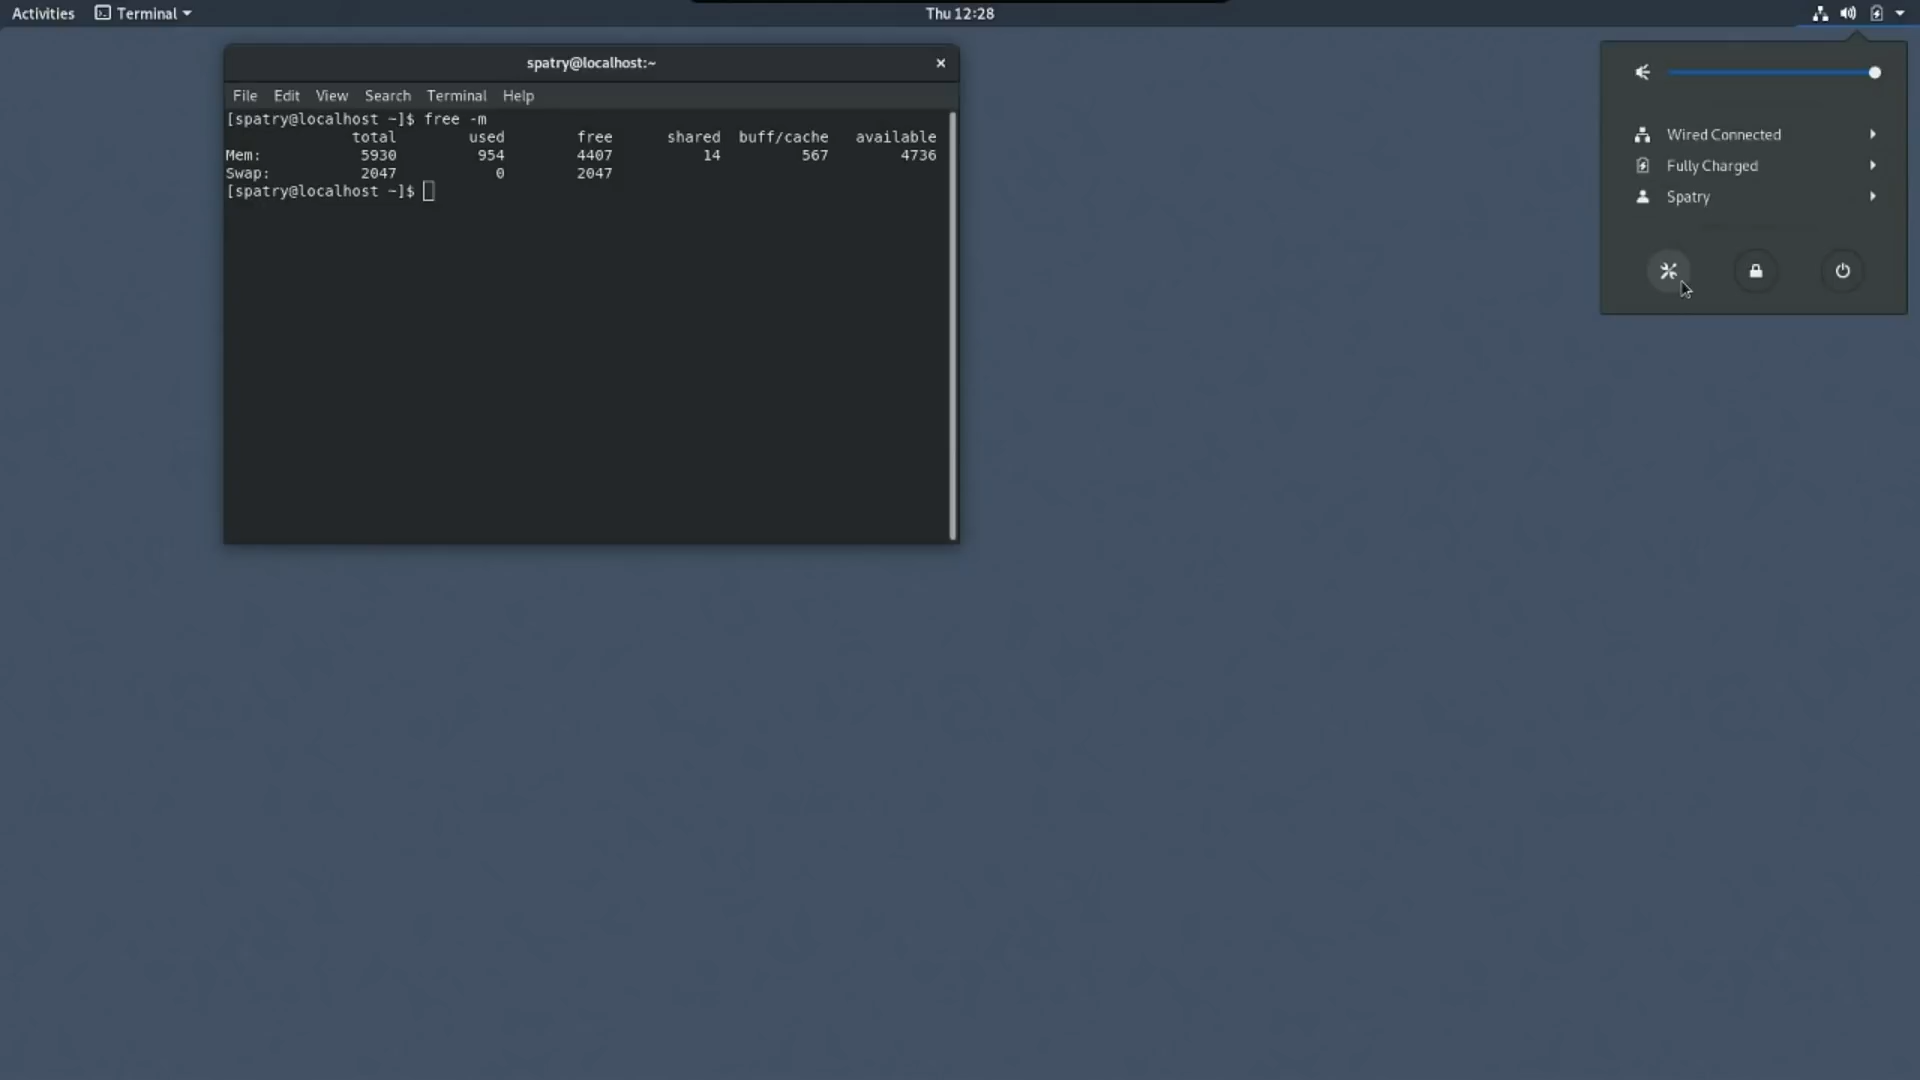 Activities Terminal Thu 12:28
spatry@localhost:~
File Edit View Search Terminal Help
[spatry@localhost ~]$ free -m
total used free shared buff/cache available
Mem: 5930 954 4407 14 567 4736
Swap: 2047 0 2047
[spatry@localhost ~]$
Wired Connected
Fully Charged
Spatry